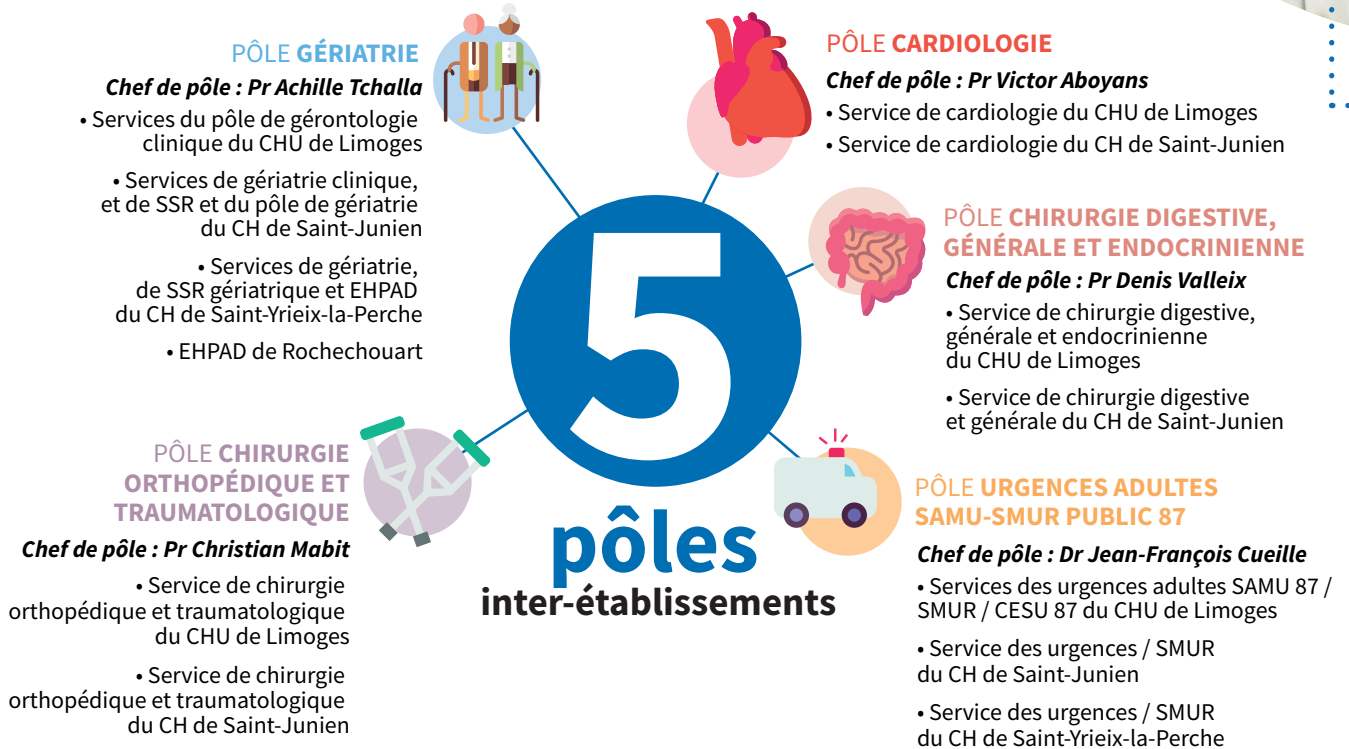 PÔLE GÉRIATRIE
Chef de pôle : Pr Achille Tchalla
• Services du pôle de gérontologie
clinique du CHU de Limoges
• Services de gériatrie clinique,
et de SSR et du pôle de gériatrie
du CH de Saint-Junien
• Services de gériatrie,
de SSR gériatrique et EHPAD
du CH de Saint-Yrieix-la-Perche
• EHPAD de Rochechouart
PÔLE CHIRURGIE
ORTHOPÉDIQUE ET
TRAUMATOLOGIQUE
Chef de pôle : Pr Christian Mabit
• Service de chirurgie
orthopédique et traumatologique
du CHU de Limoges
• Service de chirurgie
orthopédique et traumatologique
du CH de Saint-Junien
5
pôles
inter-établissements
PÔLE CARDIOLOGIE
Chef de pôle : Pr Victor Aboyans
• Service de cardiologie du CHU de Limoges
• Service de cardiologie du CH de Saint-Junien
PÔLE CHIRURGIE DIGESTIVE,
GÉNÉRALE ET ENDOCRINIENNE
Chef de pôle : Pr Denis Valleix
• Service de chirurgie digestive,
générale et endocrinienne
du CHU de Limoges
• Service de chirurgie digestive
et générale du CH de Saint-Junien
PÔLE URGENCES ADULTES
SAMU-SMUR PUBLIC 87
Chef de pôle : Dr Jean-François Cueille
• Services des urgences adultes SAMU 87 /
SMUR / CESU 87 du CHU de Limoges
• Service des urgences / SMUR
du CH de Saint-Junien
• Service des urgences / SMUR
du CH de Saint-Yrieix-la-Perche